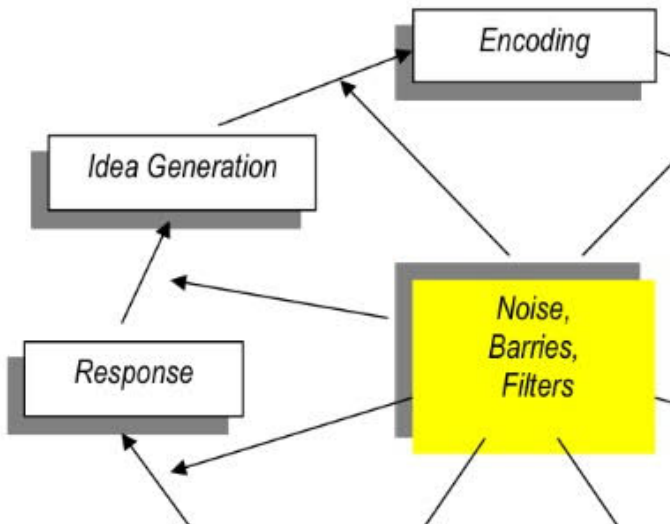 Encoding
Idea Generation
Noise,
Barries,
Filters
Response